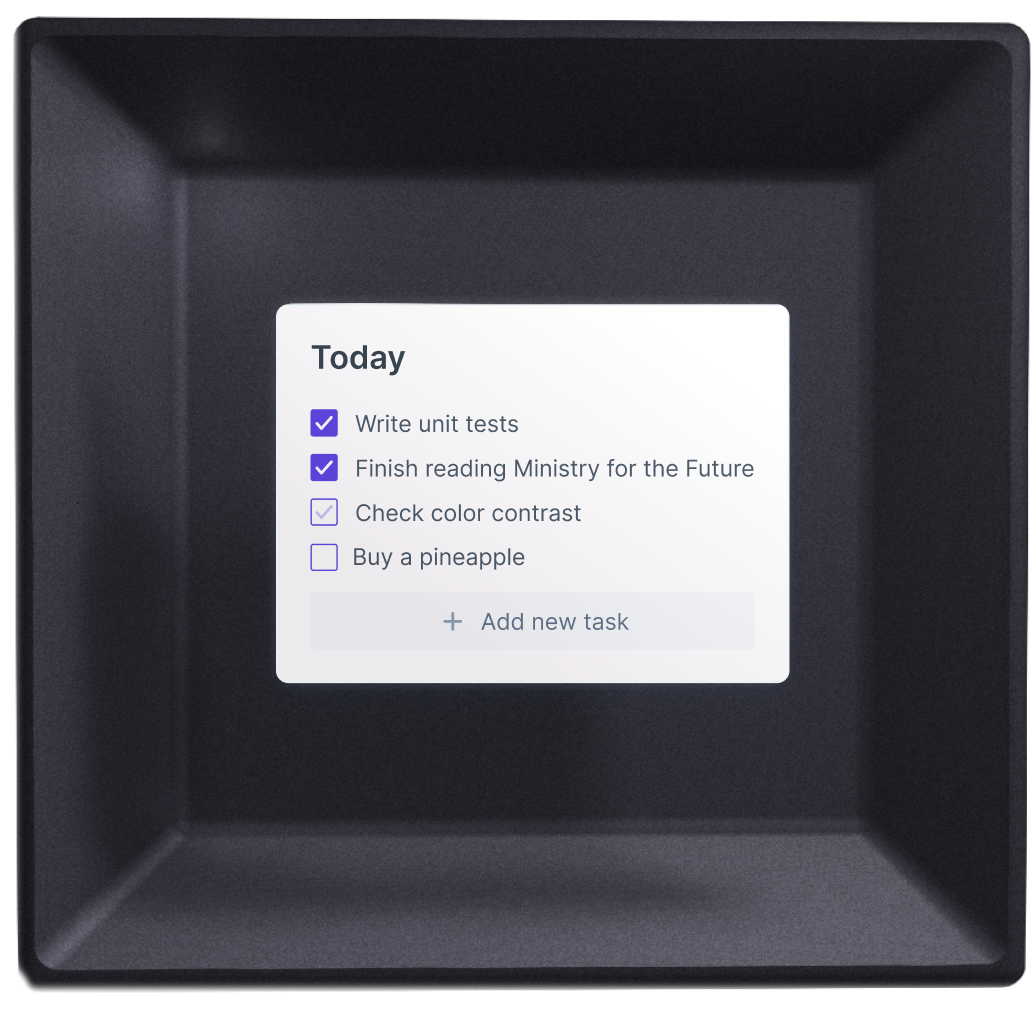 Today
Write unit tests
Finish reading Ministry for the Future
Check color contrast
Buy a pineapple
+ Add new task